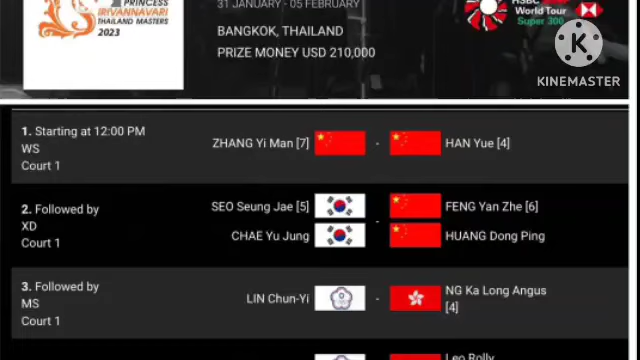 PRINCESS
SIRIVANNAVARI
THAILAND MASTERS
2023
31 JANUARY - 05 FEBRUARY
BANGKOK, THAILAND
PRIZE MONEY USD 210,000
HSBC
World Tour
Super 300
KINEMASTER
1. Starting at 12:00 PM
WS
Court 1
ZHANG Yi Man [7] - HAN Yue [4]
2. Followed by
XD
Court 1
SEO Seung Jae [5] - FENG Yan Zhe [6]
CHAE Yu Jung HUANG Dong Ping
3. Followed by
MS
Court 1
LIN Chun-Yi - NG Ka Long Angus
[4]
Leo Rolly